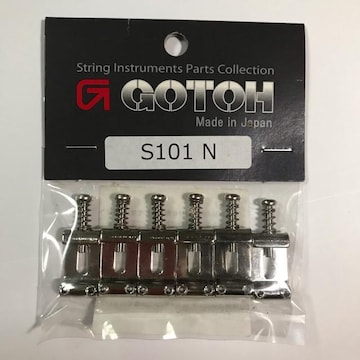 String Instruments Parts Collection
GOTOH
Made in Japan
S101 N